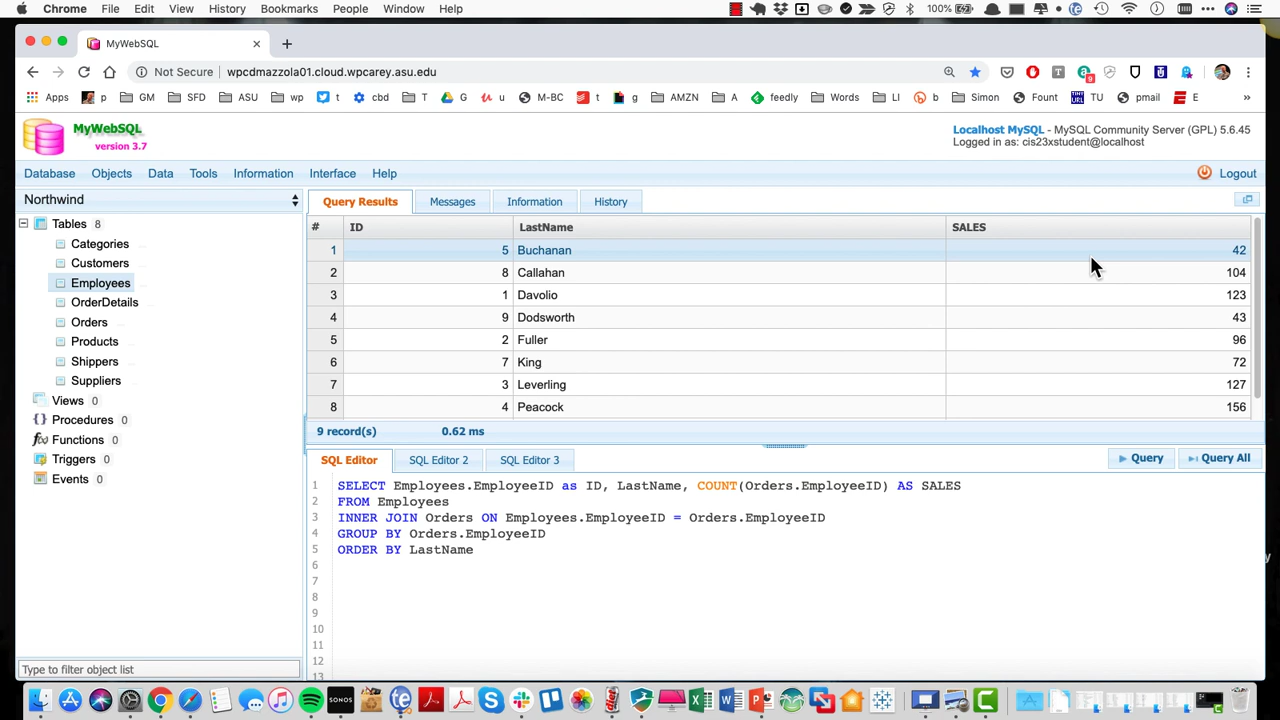 Chrome File Edit View History Bookmarks People Window Help 100%
MyWebSQL
Not Secure wpcdmazzola01.cloud.wpcarey.asu.edu
Apps p GM SFD ASU wp t cbd T G u M-BC t g AMZN A feedly Words LI b Simon Fount TU pmail E »
MyWebSQL
version 3.7
Localhost MySQL - MySQL Community Server (GPL) 5.6.45
Logged in as: cis23xstudent@localhost
Database Objects Data Tools Information Interface Help Logout
Northwind
Query Results Messages Information History
Tables 8
Categories
Customers
Employees
OrderDetails
Orders
Products
Shippers
Suppliers
Views 0
Procedures 0
Functions 0
Triggers 0
Events 0
Type to filter object list
# ID LastName SALES
1 5 Buchanan 42
2 8 Callahan 104
3 1 Davolio 123
4 9 Dodsworth 43
5 2 Fuller 96
6 7 King 72
7 3 Leverling 127
8 4 Peacock 156
9 record(s) 0.62 ms
SQL Editor SQL Editor 2 SQL Editor 3 Query Query All
1 SELECT Employees.EmployeeID as ID, LastName, COUNT(Orders.EmployeeID) AS SALES
2 FROM Employees
3 INNER JOIN Orders ON Employees.EmployeeID = Orders.EmployeeID
4 GROUP BY Orders.EmployeeID
5 ORDER BY LastName
6
7
8
9
10
11
12
13
SONOS